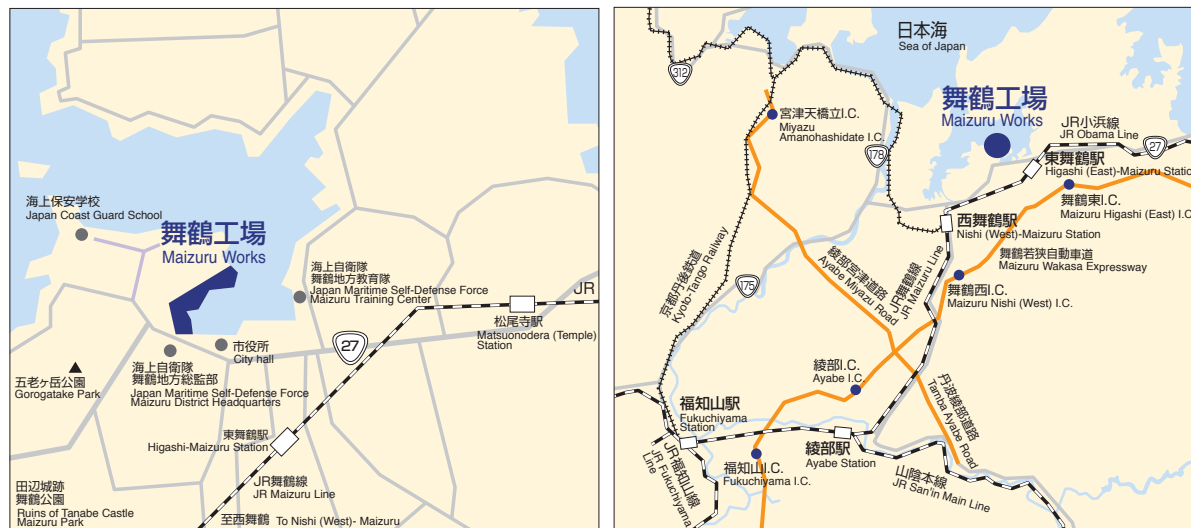 海上保安学校
Japan Coast Guard School
舞鶴工場
Maizuru Works
海上自衛隊
舞鶴地方教育隊
Japan Maritime Self-Defense Force
Maizuru Training Center
JR
松尾寺駅
Matsuonodera (Temple)
Station
27
市役所
City hall
五老ヶ岳公園
Gorogatake Park
海上自衛隊
舞鶴地方総監部
Japan Maritime Self-Defense Force
Maizuru District Headquarters
東舞鶴駅
Higashi-Maizuru Station
田辺城跡
舞鶴公園
Ruins of Tanabe Castle
Maizuru Park
JR舞鶴線
JR Maizuru Line
至西舞鶴 To Nishi (West)- Maizuru
日本海
Sea of Japan
312
宮津天橋立I.C.
Miyazu
Amanohashidate I.C.
舞鶴工場
Maizuru Works
JR小浜線
JR Obama Line
27
178
東舞鶴駅
Higashi (East)-Maizuru Station
舞鶴東I.C.
Maizuru Higashi (East) I.C.
西舞鶴駅
Nishi (West)-Maizuru Station
舞鶴若狭自動車道
Maizuru Wakasa Expressway
京都丹後鉄道
Kyoto-Tango Railway
175
綾部宮津道路
Ayabe Miyazu Road
JR舞鶴線
JR Maizuru Line
舞鶴西I.C.
Maizuru Nishi (West) I.C.
綾部I.C.
Ayabe I.C.
丹波綾部道路
Tamba Ayabe Road
福知山駅
Fukuchiyama
Station
綾部駅
Ayabe Station
JR福知山線
JR Fukuchiyama
Line
福知山I.C.
Fukuchiyama I.C.
山陰本線
JR San'in Main Line